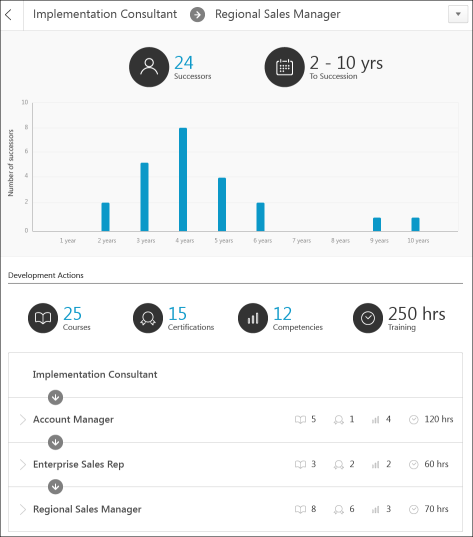 Implementation Consultant Regional Sales Manager
24
Successors
2 - 10 yrs
To Succession
Number of successors
10
8
6
4
2
0
1 year 2 years 3 years 4 years 5 years 6 years 7 years 8 years 9 years 10 years
Development Actions
25
Courses
15
Certifications
12
Competencies
250 hrs
Training
Implementation Consultant
Account Manager 5 1 4 120 hrs
Enterprise Sales Rep 3 2 2 60 hrs
Regional Sales Manager 8 6 3 70 hrs